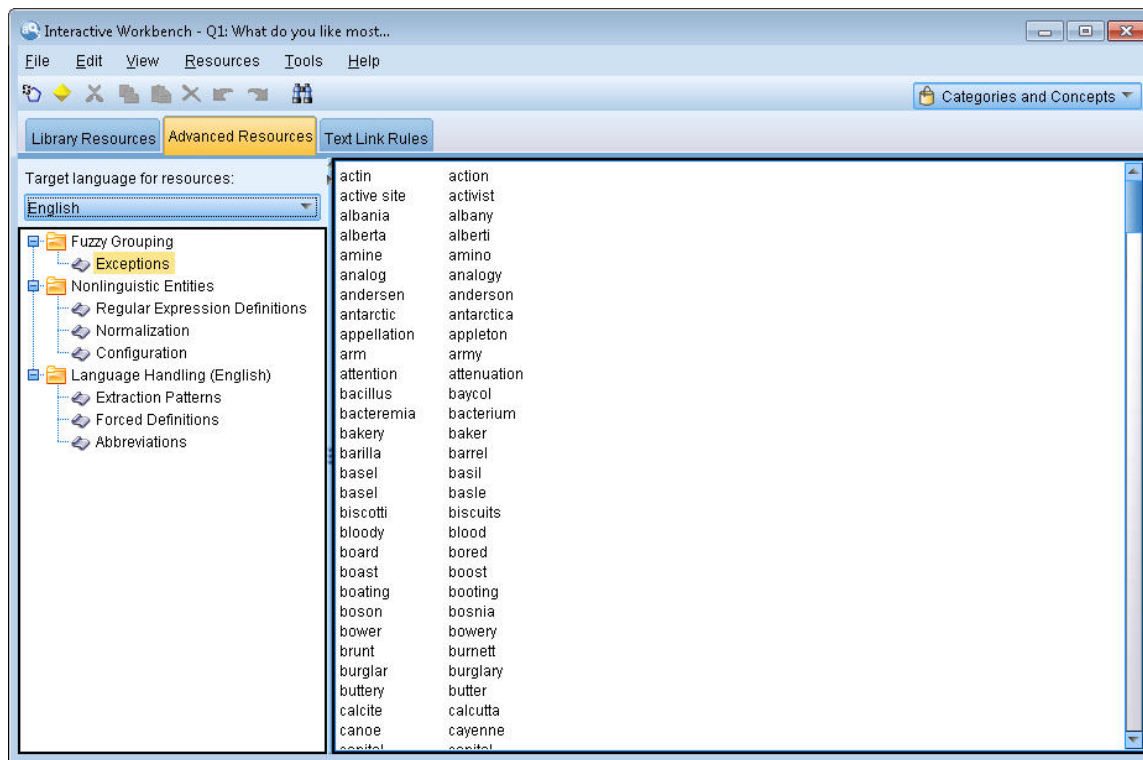 Interactive Workbench - Q1: What do you like most...
File Edit View Resources Tools Help
Categories and Concepts
Library Resources Advanced Resources Text Link Rules
Target language for resources:
English
Fuzzy Grouping
Exceptions
Nonlinguistic Entities
Regular Expression Definitions
Normalization
Configuration
Language Handling (English)
Extraction Patterns
Forced Definitions
Abbreviations
actin action
active site activist
albania albany
alberta alberti
amine amino
analog analogy
andersen anderson
antarctic antarctica
appellation appleton
arm army
attention attenuation
bacillus baycol
bacteremia bacterium
bakery baker
barilla barrel
basel basil
basel basle
biscotti biscuits
bloody blood
board bored
boast boost
boating booting
boson bosnia
bower bowery
brunt burnett
burglar burglary
buttery butter
calcite calcutta
canoe cayenne